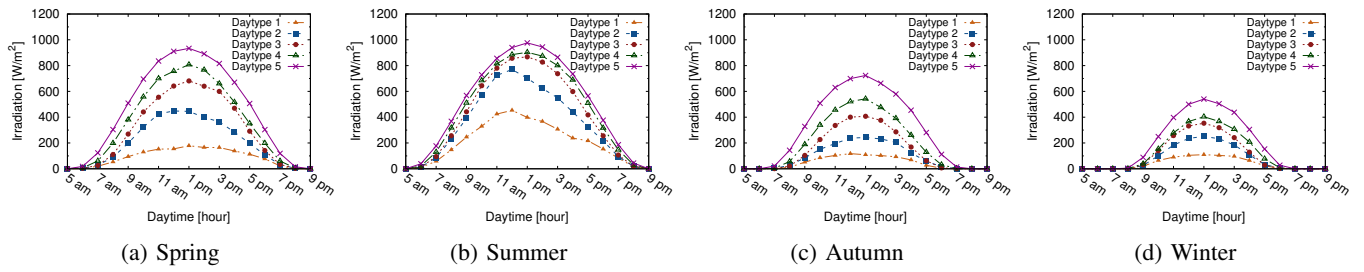 1200
1000
800
600
400
200
0
Irradiation [W/m²]
Daytype 1
Daytype 2
Daytype 3
Daytype 4
Daytype 5
5 am
7 am
9 am
11 am
1 pm
3 pm
5 pm
7 pm
9 pm
Daytime [hour]
(a) Spring
1200
1000
800
600
400
200
0
Irradiation [W/m²]
Daytype 1
Daytype 2
Daytype 3
Daytype 4
Daytype 5
5 am
7 am
9 am
11 am
1 pm
3 pm
5 pm
7 pm
9 pm
Daytime [hour]
(b) Summer
1200
1000
800
600
400
200
0
Irradiation [W/m²]
Daytype 1
Daytype 2
Daytype 3
Daytype 4
Daytype 5
5 am
7 am
9 am
11 am
1 pm
3 pm
5 pm
7 pm
9 pm
Daytime [hour]
(c) Autumn
1200
1000
800
600
400
200
0
Irradiation [W/m²]
Daytype 1
Daytype 2
Daytype 3
Daytype 4
Daytype 5
5 am
7 am
9 am
11 am
1 pm
3 pm
5 pm
7 pm
9 pm
Daytime [hour]
(d) Winter